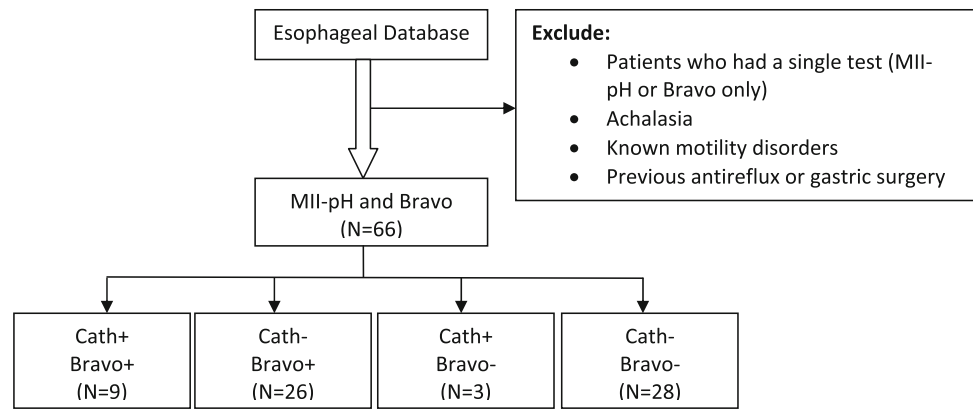 Esophageal Database
Exclude:
• Patients who had a single test (MII-
pH or Bravo only)
• Achalasia
• Known motility disorders
• Previous antireflux or gastric surgery
MII-pH and Bravo
(N=66)
Cath+
Bravo+
(N=9)
Cath-
Bravo+
(N=26)
Cath+
Bravo-
(N=3)
Cath-
Bravo-
(N=28)